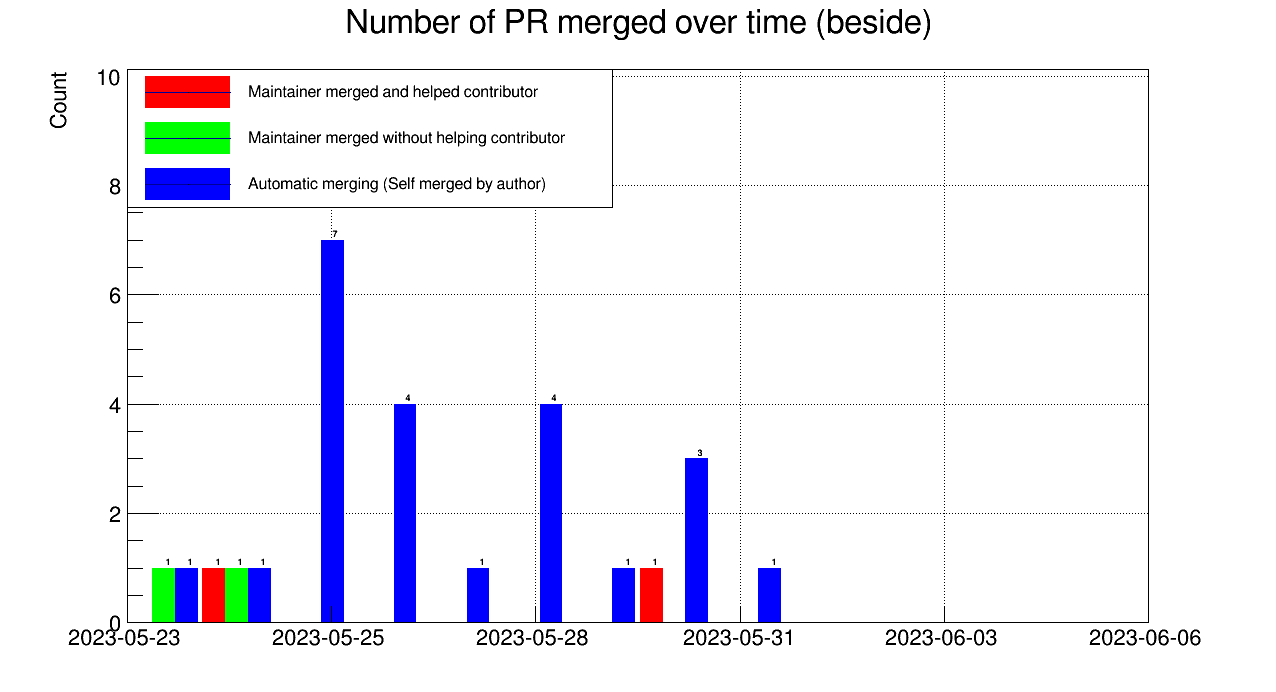 Number of PR merged over time (beside)
Count
10
8
6
4
2
0
Maintainer merged and helped contributor
Maintainer merged without helping contributor
Automatic merging (Self merged by author)
7
4
4
3
1 1 1 1 1 1 1 1 1
2023-05-23 2023-05-25 2023-05-28 2023-05-31 2023-06-03 2023-06-06